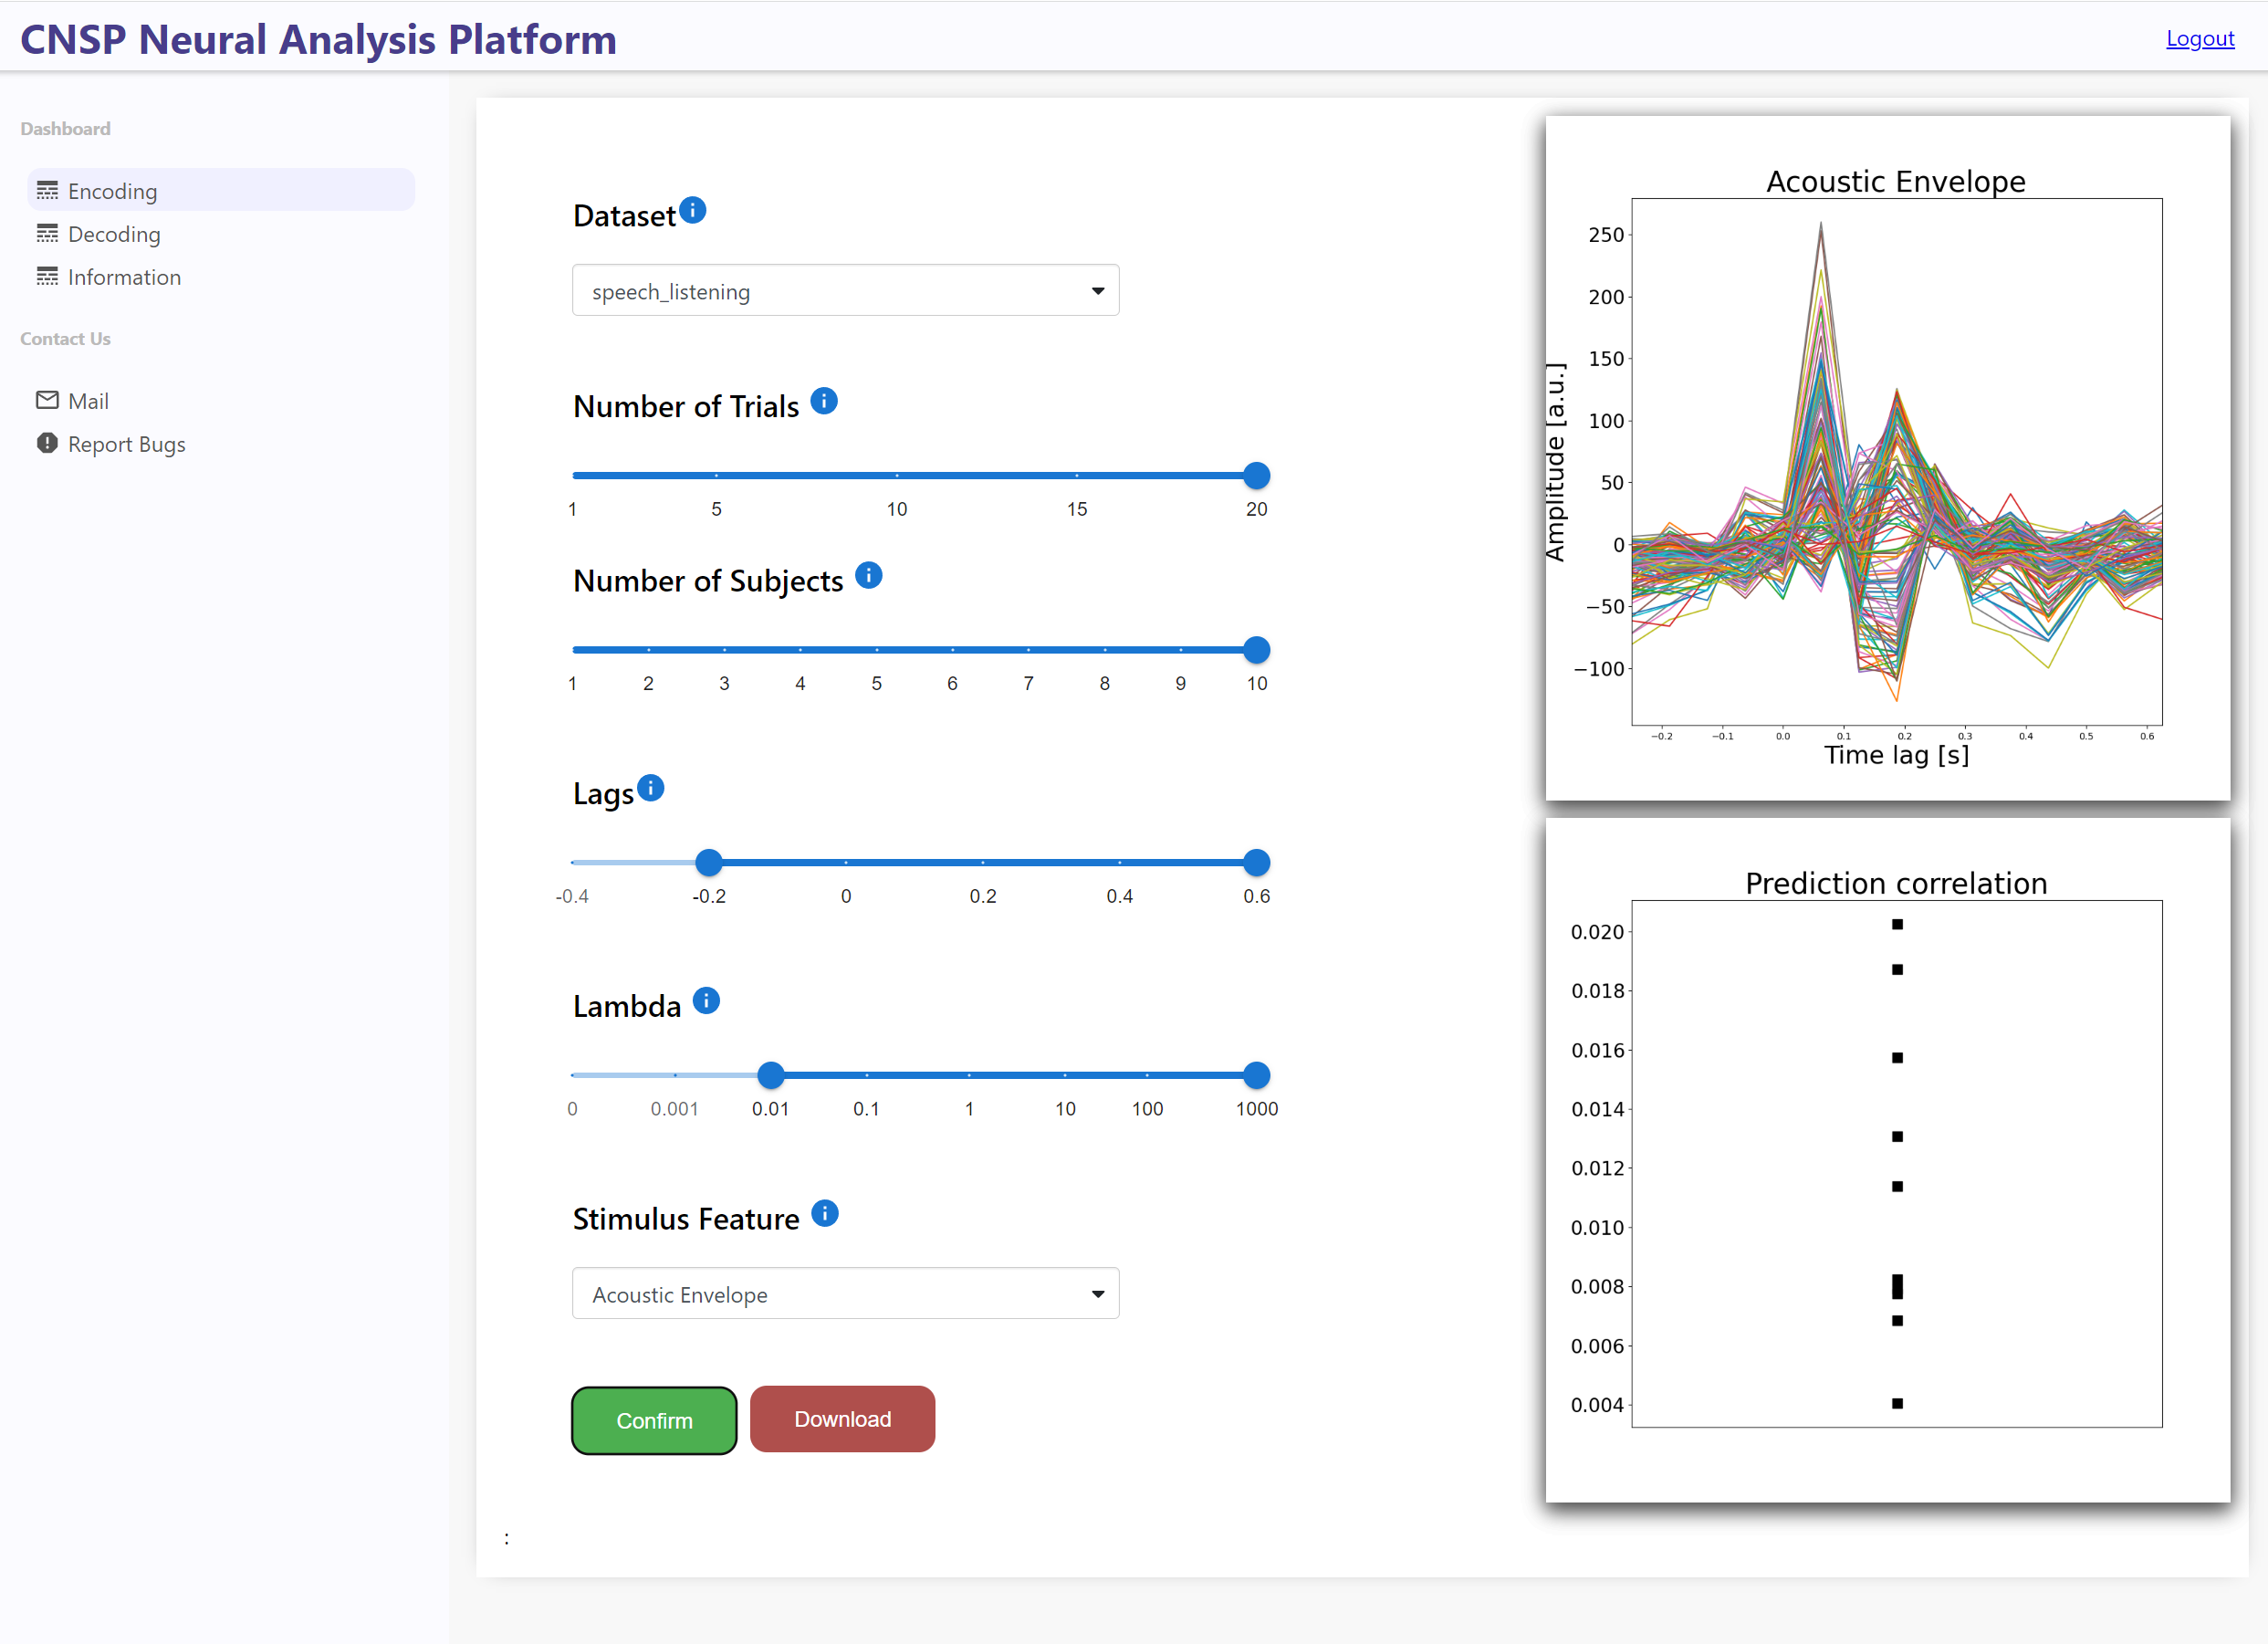 CNSP Neural Analysis Platform
Logout
Dashboard
Encoding
Decoding
Information
Contact Us
Mail
Report Bugs
Dataset
speech_listening
Number of Trials
1 5 10 15 20
Number of Subjects
1 2 3 4 5 6 7 8 9 10
Lags
-0.4 -0.2 0 0.2 0.4 0.6
Lambda
0 0.001 0.01 0.1 1 10 100 1000
Stimulus Feature
Acoustic Envelope
Confirm
Download
:
Acoustic Envelope
250
200
150
100
50
0
−50
−100
Amplitude [a.u.]
−0.2 −0.1 0.0 0.1 0.2 0.3 0.4 0.5 0.6
Time lag [s]
Prediction correlation
0.020
0.018
0.016
0.014
0.012
0.010
0.008
0.006
0.004